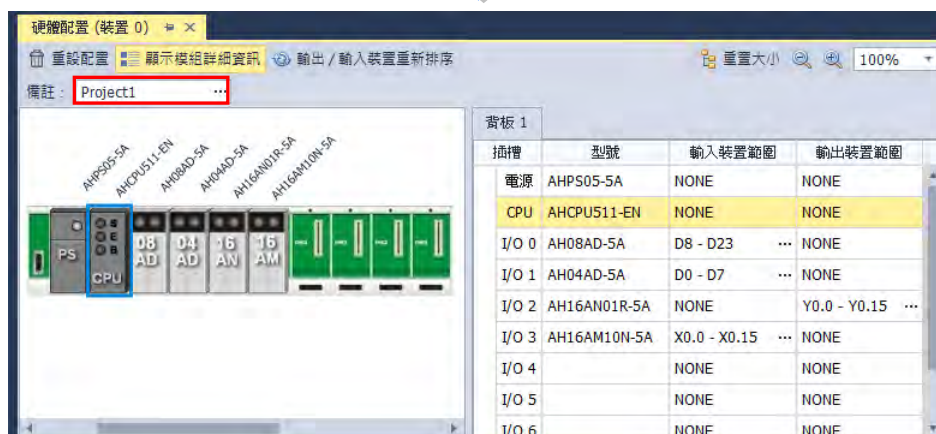 硬體配置 (裝置 0)
重設配置 顯示模組詳細資訊 輸出 / 輸入裝置重新排序 重置大小 100%
備註： Project1 ...
AHPS05-5A AHCPU511-EN AH08AD-5A AH04AD-5A AH16AN01R-5A AH16AM10N-5A
PS CPU 08 AD 04 AD 16 AN 16 AM
背板 1
插槽 型號 輸入裝置範圍 輸出裝置範圍
電源 AHPS05-5A NONE NONE
CPU AHCPU511-EN NONE NONE
I/O 0 AH08AD-5A D8 - D23 ... NONE
I/O 1 AH04AD-5A D0 - D7 ... NONE
I/O 2 AH16AN01R-5A NONE Y0.0 - Y0.15 ...
I/O 3 AH16AM10N-5A X0.0 - X0.15 ... NONE
I/O 4 NONE NONE
I/O 5 NONE NONE
I/O 6 NONE NONE